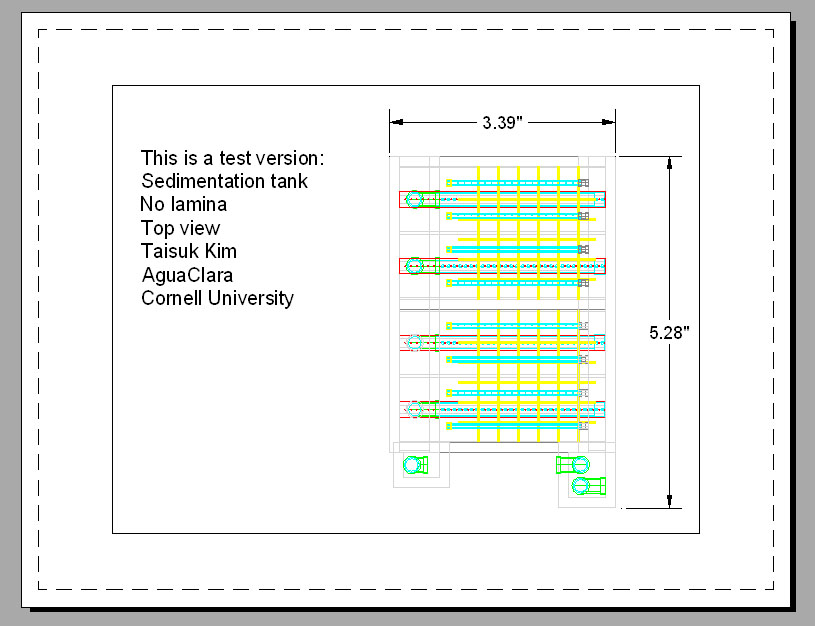 3.39"
This is a test version:
Sedimentation tank
No lamina
Top view
Taisuk Kim
AguaClara
Cornell University
5.28"